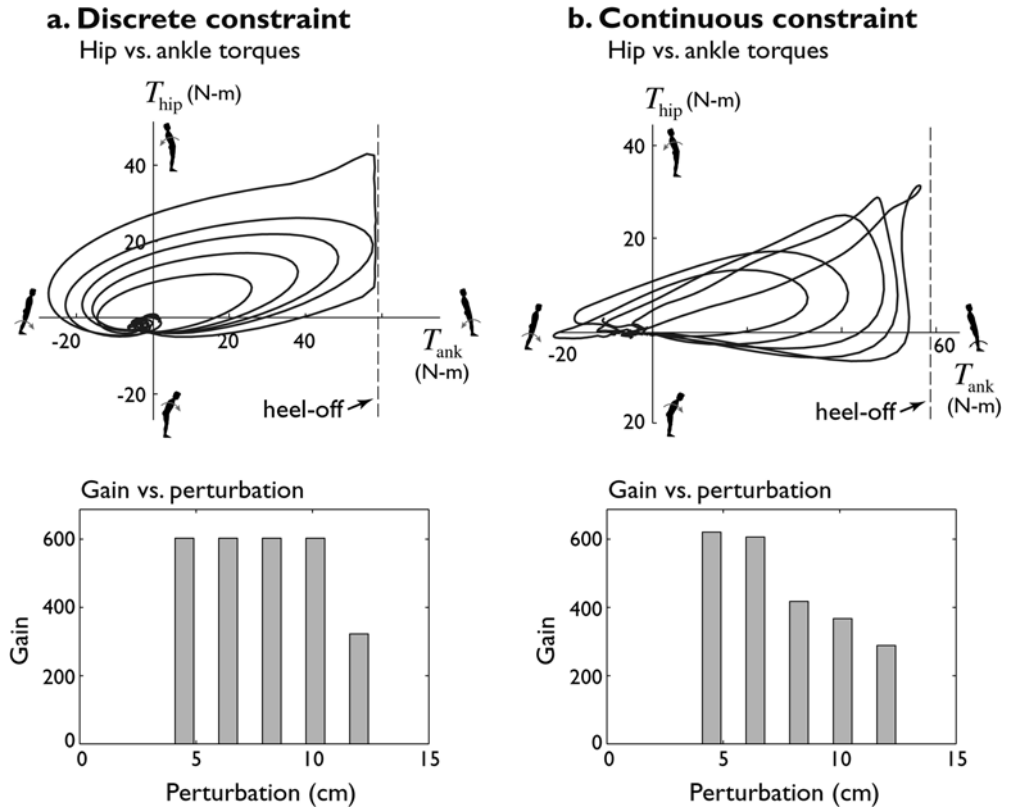 a. Discrete constraint
Hip vs. ankle torques
T_hip (N-m)
40
20
-20
20
40
T_ank
(N-m)
-20
heel-off
b. Continuous constraint
Hip vs. ankle torques
T_hip (N-m)
40
20
-20
60
T_ank
(N-m)
20
heel-off
Gain vs. perturbation
600
400
200
0
Gain
0
5
10
15
Perturbation (cm)
Gain vs. perturbation
600
400
200
0
Gain
0
5
10
15
Perturbation (cm)